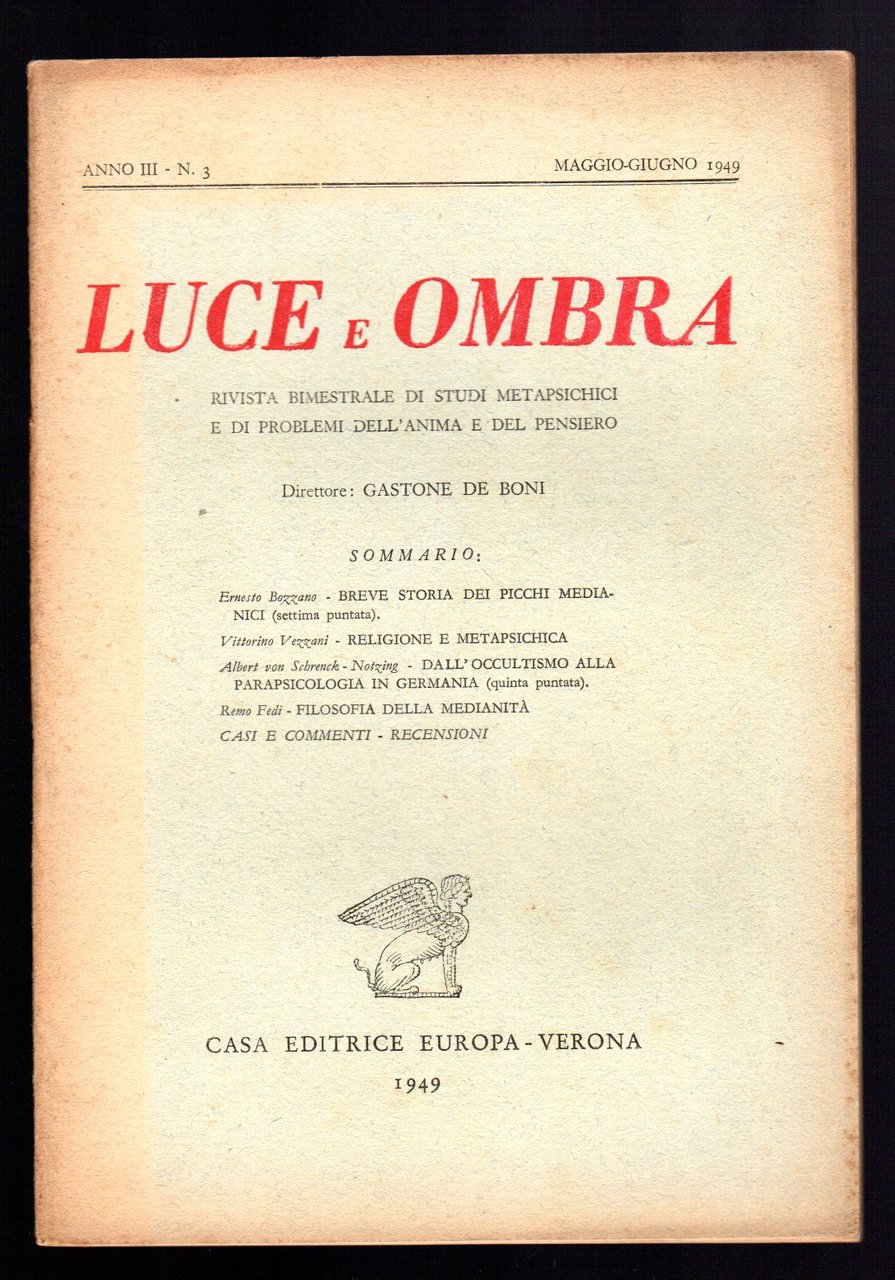 ANNO III - N. 3
MAGGIO-GIUGNO 1949
LUCE E OMBRA
RIVISTA BIMESTRALE DI STUDI METAPSICHICI
E DI PROBLEMI DELL'ANIMA E DEL PENSIERO
Direttore: GASTONE DE BONI
SOMMARIO:
Ernesto Bozzano - BREVE STORIA DEI PICCHI MEDIA-
NICI (settima puntata).
Vittorino Vezzani - RELIGIONE E METAPSICHICA
Albert von Schrenck-Notzing - DALL'OCCULTISMO ALLA
PARAPSICOLOGIA IN GERMANIA (quinta puntata).
Remo Fedi - FILOSOFIA DELLA MEDIANITÀ
CASI E COMMENTI - RECENSIONI
CASA EDITRICE EUROPA - VERONA
1949